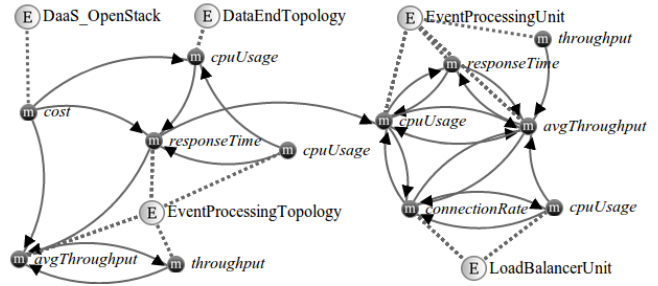 E DaaS_OpenStack
E DataEndTopology
E EventProcessingUnit
m throughput
m cpuUsage
m responseTime
m cost
m cpuUsage
m avgThroughput
m responseTime
m cpuUsage
E EventProcessingTopology
m connectionRate
m cpuUsage
m avgThroughput
m throughput
E LoadBalancerUnit